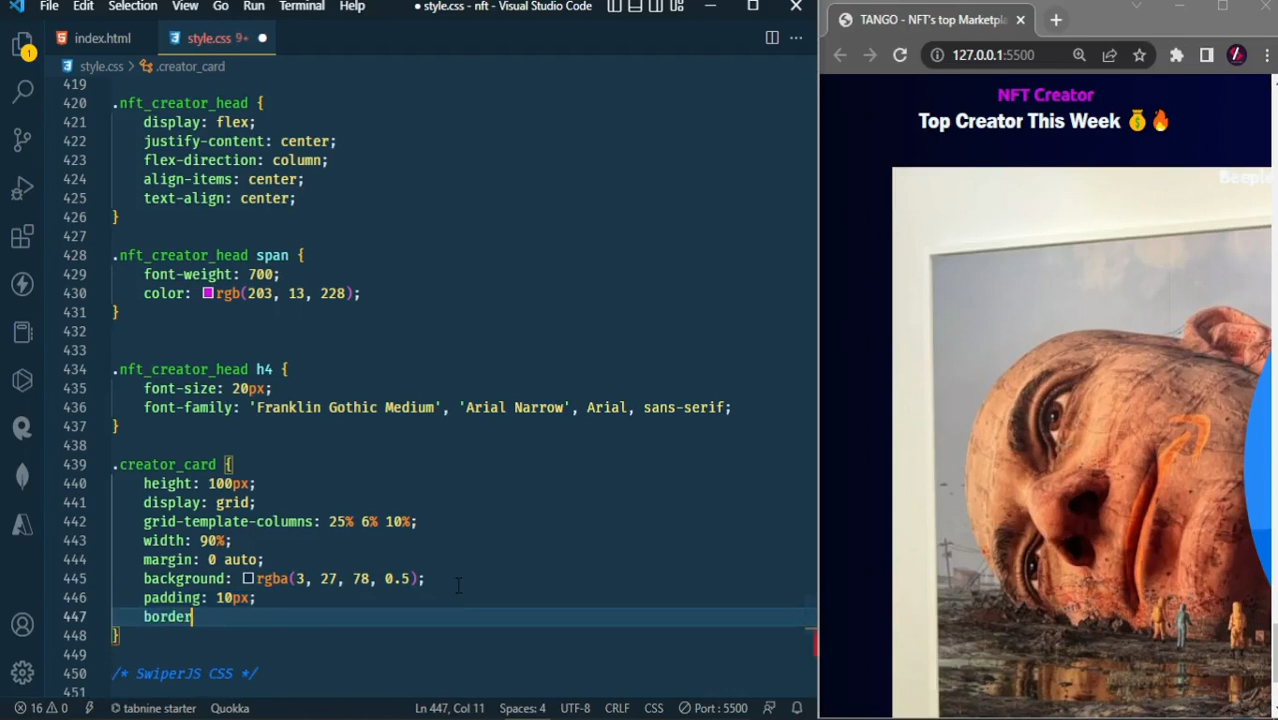 File Edit Selection View Go Run Terminal Help
style.css - nft - Visual Studio Code
TANGO - NFT's top Marketpla
index.html
style.css 9+
127.0.0.1:5500
style.css > .creator_card
1
419
420 .nft_creator_head {
421 display: flex;
422 justify-content: center;
423 flex-direction: column;
424 align-items: center;
425 text-align: center;
426 }
427
428 .nft_creator_head span {
429 font-weight: 700;
430 color: rgb(203, 13, 228);
431 }
432
433
434 .nft_creator_head h4 {
435 font-size: 20px;
436 font-family: 'Franklin Gothic Medium', 'Arial Narrow', Arial, sans-serif;
437 }
438
439 .creator_card {
440 height: 100px;
441 display: grid;
442 grid-template-columns: 25% 6% 10%;
443 width: 90%;
444 margin: 0 auto;
445 background: rgba(3, 27, 78, 0.5);
446 padding: 10px;
447 border
448 }
449
450 /* SwiperJS CSS */
451
NFT Creator
Top Creator This Week 💰🔥
Beeple
16 0 tabnine starter Quokka Ln 447, Col 11 Spaces: 4 UTF-8 CRLF CSS Port : 5500